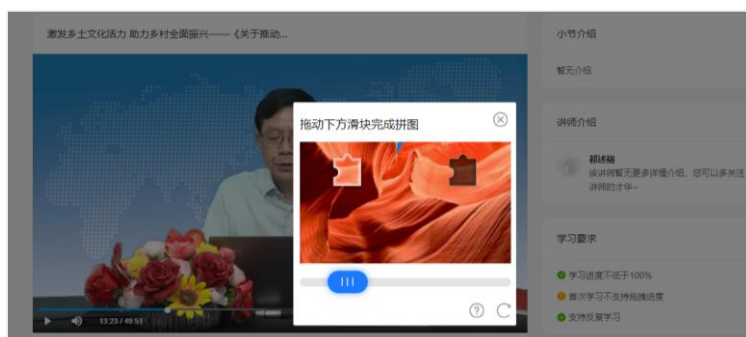 激发乡土文化活力 助力乡村全面振兴——《关于推动...
拖动下方滑块完成拼图
13:23 / 49:51
小节介绍
暂无介绍
讲师介绍
祁述裕
该讲师暂无更多详情介绍，您可以多关注
讲师的才华~
学习要求
学习进度不低于100%
首次学习不支持拖拽进度
支持反复学习